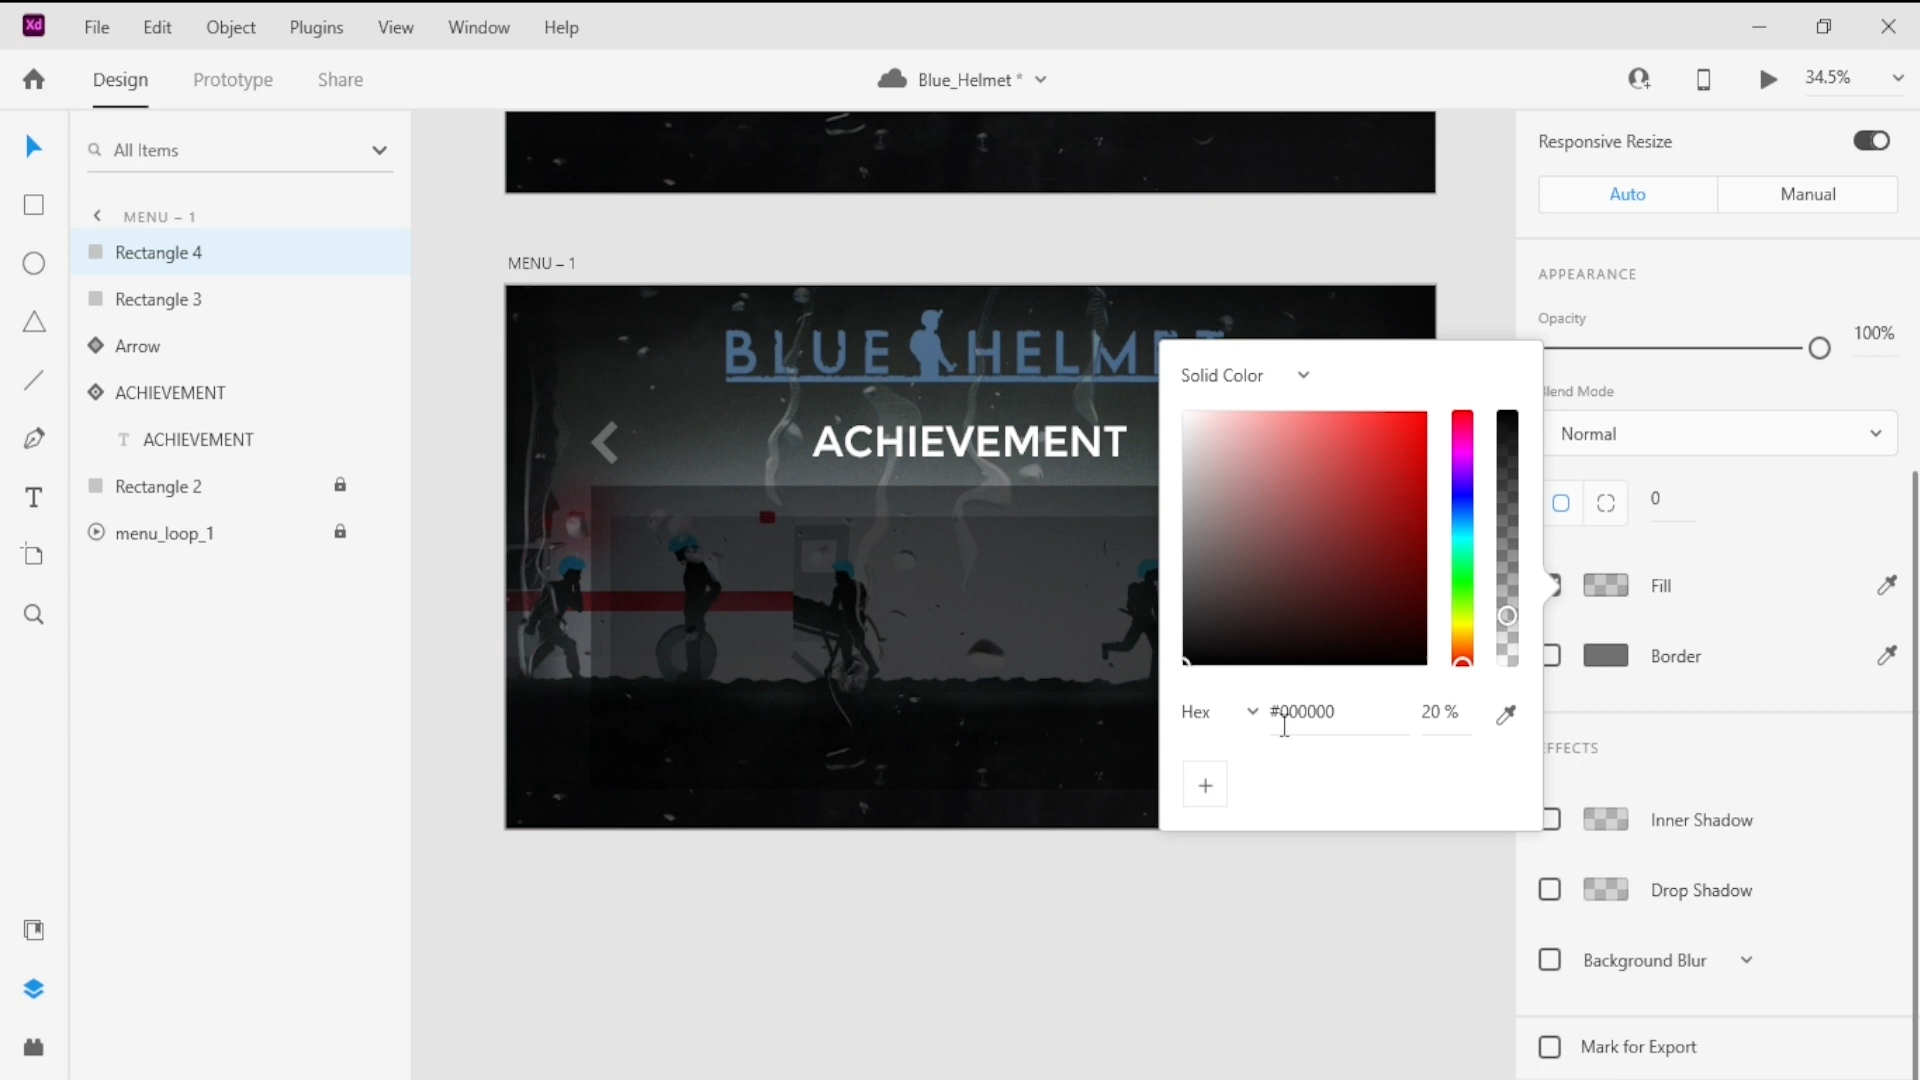 Xd File Edit Object Plugins View Window Help
Design Prototype Share Blue_Helmet * 34.5%
All Items
MENU – 1
Rectangle 4
Rectangle 3
Arrow
ACHIEVEMENT
T ACHIEVEMENT
Rectangle 2
menu_loop_1
MENU – 1
BLUE HELMET
ACHIEVEMENT
Solid Color
Hex #000000 20 %
+
Responsive Resize
Auto Manual
APPEARANCE
Opacity
100%
lend Mode
Normal
0
Fill
Border
FFECTS
Inner Shadow
Drop Shadow
Background Blur
Mark for Export